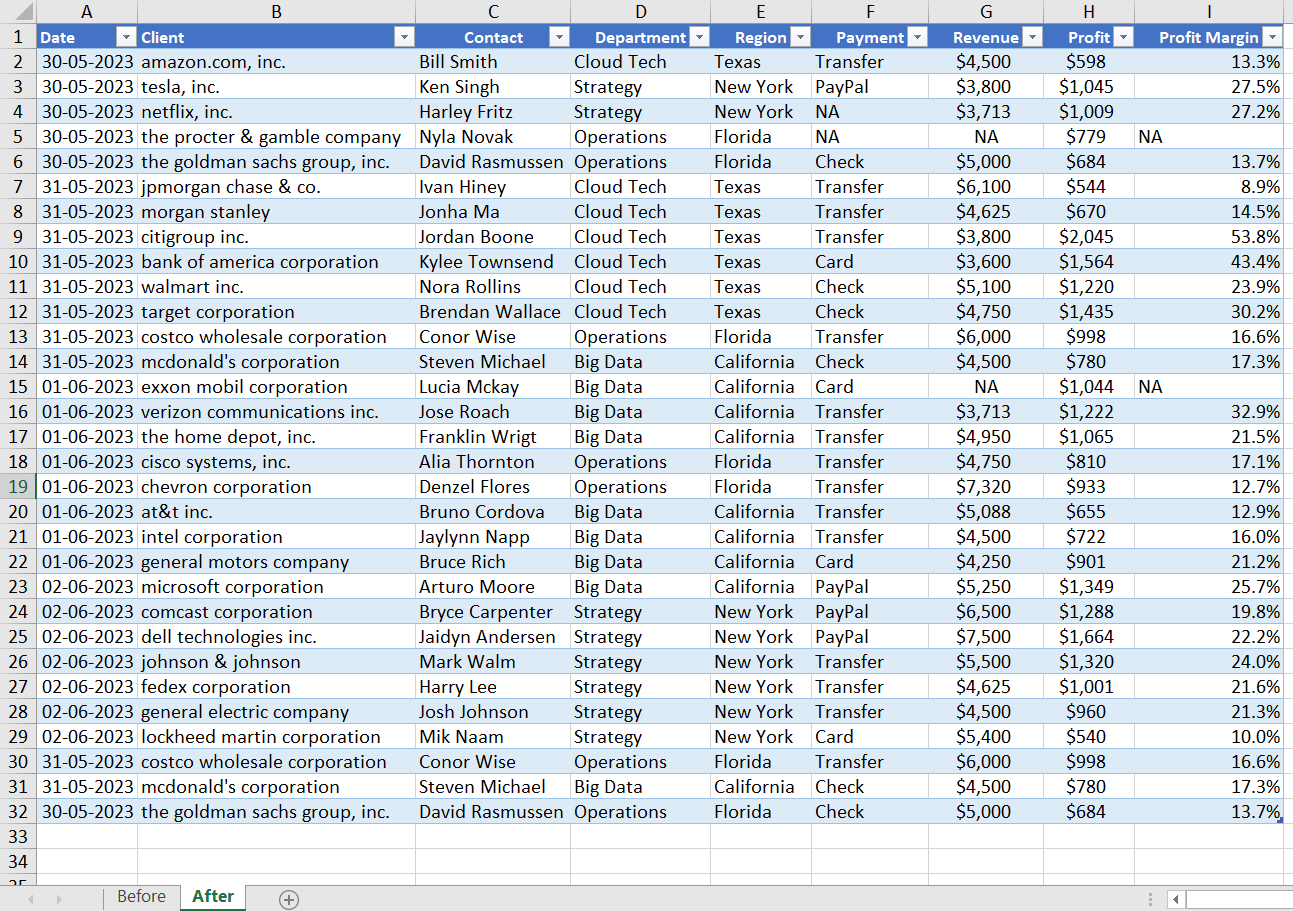 A B C D E F G H I
1 Date Client Contact Department Region Payment Revenue Profit Profit Margin
2 30-05-2023 amazon.com, inc. Bill Smith Cloud Tech Texas Transfer $4,500 $598 13.3%
3 30-05-2023 tesla, inc. Ken Singh Strategy New York PayPal $3,800 $1,045 27.5%
4 30-05-2023 netflix, inc. Harley Fritz Strategy New York NA $3,713 $1,009 27.2%
5 30-05-2023 the procter & gamble company Nyla Novak Operations Florida NA NA $779 NA
6 30-05-2023 the goldman sachs group, inc. David Rasmussen Operations Florida Check $5,000 $684 13.7%
7 31-05-2023 jpmorgan chase & co. Ivan Hiney Cloud Tech Texas Transfer $6,100 $544 8.9%
8 31-05-2023 morgan stanley Jonha Ma Cloud Tech Texas Transfer $4,625 $670 14.5%
9 31-05-2023 citigroup inc. Jordan Boone Cloud Tech Texas Transfer $3,800 $2,045 53.8%
10 31-05-2023 bank of america corporation Kylee Townsend Cloud Tech Texas Card $3,600 $1,564 43.4%
11 31-05-2023 walmart inc. Nora Rollins Cloud Tech Texas Check $5,100 $1,220 23.9%
12 31-05-2023 target corporation Brendan Wallace Cloud Tech Texas Check $4,750 $1,435 30.2%
13 31-05-2023 costco wholesale corporation Conor Wise Operations Florida Transfer $6,000 $998 16.6%
14 31-05-2023 mcdonald's corporation Steven Michael Big Data California Check $4,500 $780 17.3%
15 01-06-2023 exxon mobil corporation Lucia Mckay Big Data California Card NA $1,044 NA
16 01-06-2023 verizon communications inc. Jose Roach Big Data California Transfer $3,713 $1,222 32.9%
17 01-06-2023 the home depot, inc. Franklin Wrigt Big Data California Transfer $4,950 $1,065 21.5%
18 01-06-2023 cisco systems, inc. Alia Thornton Operations Florida Transfer $4,750 $810 17.1%
19 01-06-2023 chevron corporation Denzel Flores Operations Florida Transfer $7,320 $933 12.7%
20 01-06-2023 at&t inc. Bruno Cordova Big Data California Transfer $5,088 $655 12.9%
21 01-06-2023 intel corporation Jaylynn Napp Big Data California Transfer $4,500 $722 16.0%
22 01-06-2023 general motors company Bruce Rich Big Data California Card $4,250 $901 21.2%
23 02-06-2023 microsoft corporation Arturo Moore Big Data California PayPal $5,250 $1,349 25.7%
24 02-06-2023 comcast corporation Bryce Carpenter Strategy New York PayPal $6,500 $1,288 19.8%
25 02-06-2023 dell technologies inc. Jaidyn Andersen Strategy New York PayPal $7,500 $1,664 22.2%
26 02-06-2023 johnson & johnson Mark Walm Strategy New York Transfer $5,500 $1,320 24.0%
27 02-06-2023 fedex corporation Harry Lee Strategy New York Transfer $4,625 $1,001 21.6%
28 02-06-2023 general electric company Josh Johnson Strategy New York Transfer $4,500 $960 21.3%
29 02-06-2023 lockheed martin corporation Mik Naam Strategy New York Card $5,400 $540 10.0%
30 31-05-2023 costco wholesale corporation Conor Wise Operations Florida Transfer $6,000 $998 16.6%
31 31-05-2023 mcdonald's corporation Steven Michael Big Data California Check $4,500 $780 17.3%
32 30-05-2023 the goldman sachs group, inc. David Rasmussen Operations Florida Check $5,000 $684 13.7%
33
34
Before After